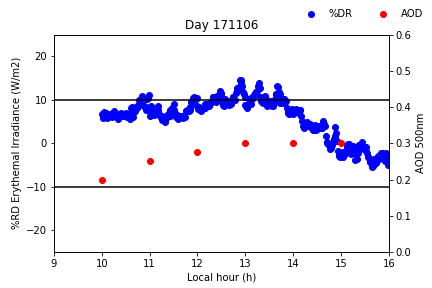 %DR AOD
Day 171106
%RD Erythemal Irradiance (W/m2)
20
10
0
−10
−20
0.6
0.5
0.4
0.3
0.2
0.1
0.0
AOD 500nm
9 10 11 12 13 14 15 16
Local hour (h)